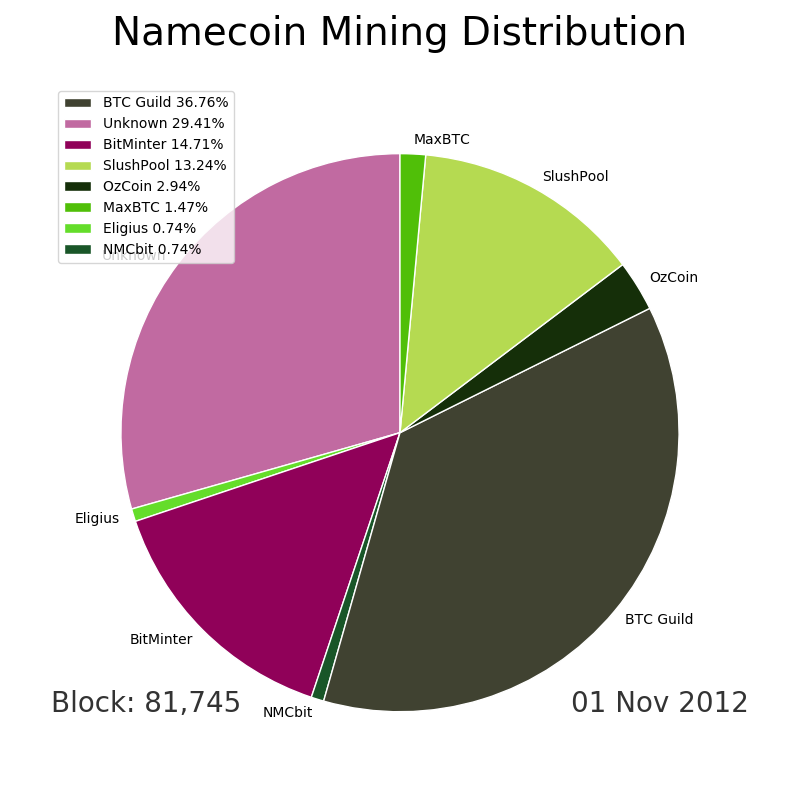 Namecoin Mining Distribution
BTC Guild 36.76%
Unknown 29.41%
BitMinter 14.71%
SlushPool 13.24%
OzCoin 2.94%
MaxBTC 1.47%
Eligius 0.74%
NMCbit 0.74%
Unknown
MaxBTC
SlushPool
OzCoin
BTC Guild
NMCbit
BitMinter
Eligius
Block: 81,745
01 Nov 2012